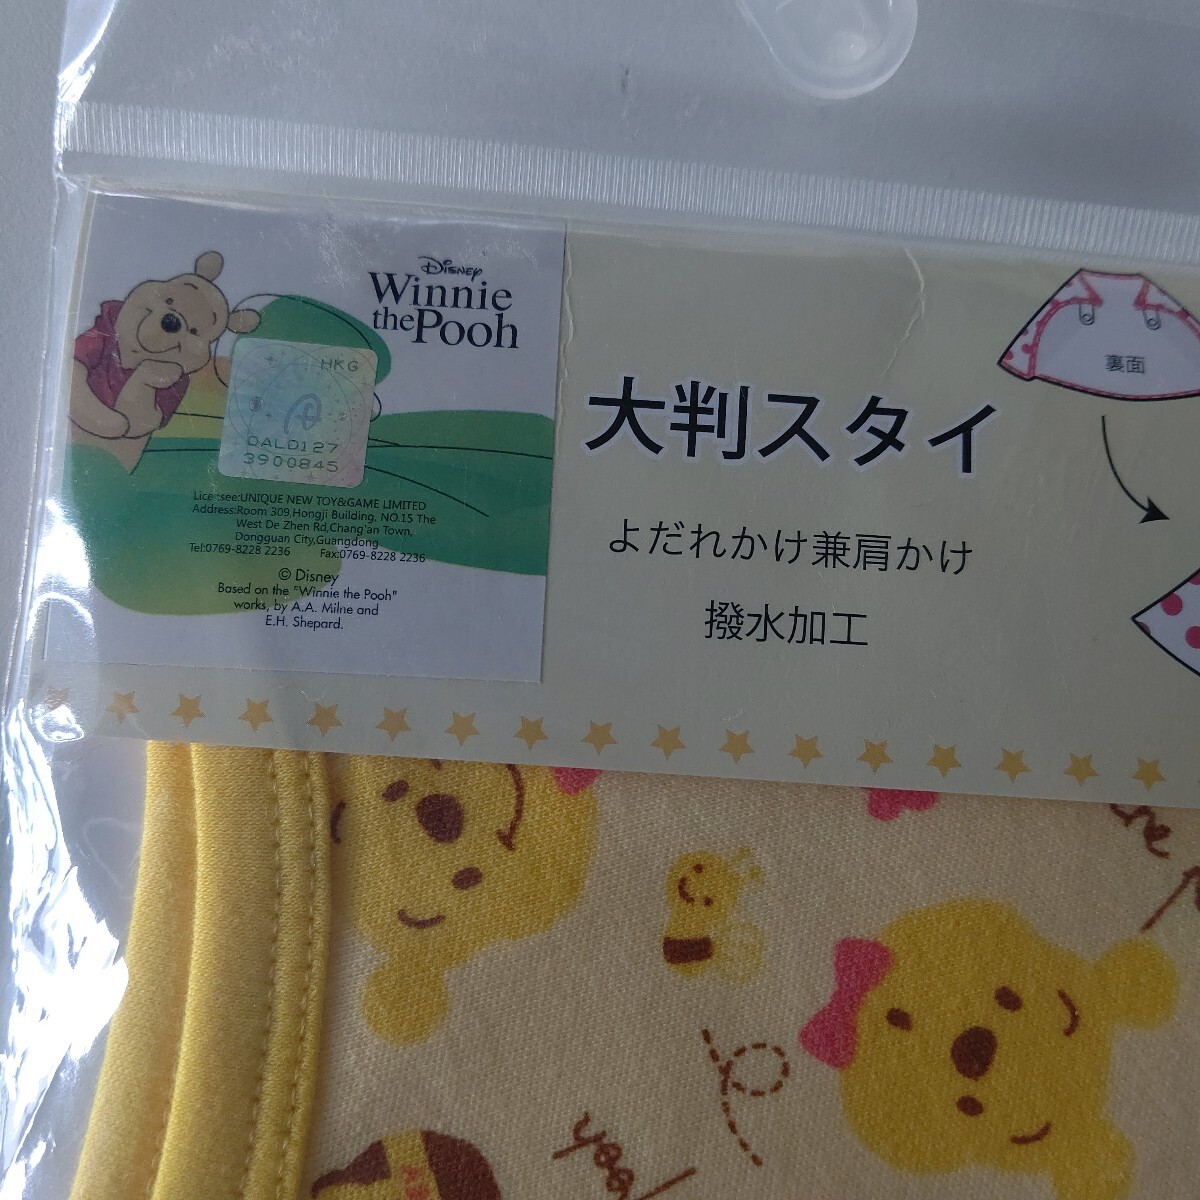 Disney
Winnie
the Pooh
HKG
DALD127
3900845
Licensee:UNIQUE NEW TOY&GAME LIMITED
Address:Room 309,Hongji Building, NO.15 The
West De Zhen Rd,Chang'an Town,
Dongguan City,Guangdong
Tel:0769-8228 2236 Fax:0769-8228 2236
© Disney
Based on the "Winnie the Pooh"
works, by A.A. Milne and
E.H. Shepard.
大判スタイ
よだれかけ兼肩かけ
撥水加工
裏面